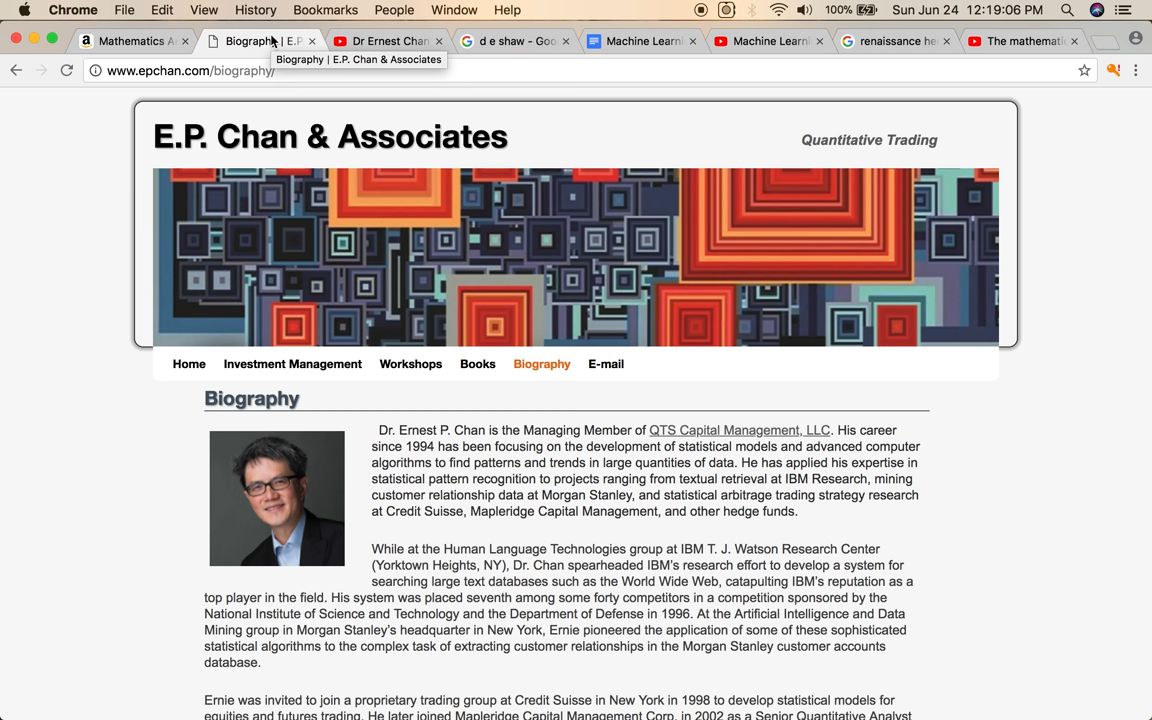 Chrome File Edit View History Bookmarks People Window Help 100% Sun Jun 24 12:19:06 PM
Mathematics A Biography | E.P. Dr Ernest Chan d e shaw - Goo Machine Learni Machine Learni renaissance he The mathemati
Biography | E.P. Chan & Associates
www.epchan.com/biography/
E.P. Chan & Associates
Quantitative Trading
Home Investment Management Workshops Books Biography E-mail
Biography
Dr. Ernest P. Chan is the Managing Member of QTS Capital Management, LLC. His career
since 1994 has been focusing on the development of statistical models and advanced computer
algorithms to find patterns and trends in large quantities of data. He has applied his expertise in
statistical pattern recognition to projects ranging from textual retrieval at IBM Research, mining
customer relationship data at Morgan Stanley, and statistical arbitrage trading strategy research
at Credit Suisse, Mapleridge Capital Management, and other hedge funds.
While at the Human Language Technologies group at IBM T. J. Watson Research Center
(Yorktown Heights, NY), Dr. Chan spearheaded IBM's research effort to develop a system for
searching large text databases such as the World Wide Web, catapulting IBM's reputation as a
top player in the field. His system was placed seventh among some forty competitors in a competition sponsored by the
National Institute of Science and Technology and the Department of Defense in 1996. At the Artificial Intelligence and Data
Mining group in Morgan Stanley's headquarter in New York, Ernie pioneered the application of some of these sophisticated
statistical algorithms to the complex task of extracting customer relationships in the Morgan Stanley customer accounts
database.
Ernie was invited to join a proprietary trading group at Credit Suisse in New York in 1998 to develop statistical models for
equities and futures trading. He later joined Mapleridge Capital Management Corp. in 2002 as a Senior Quantitative Analyst